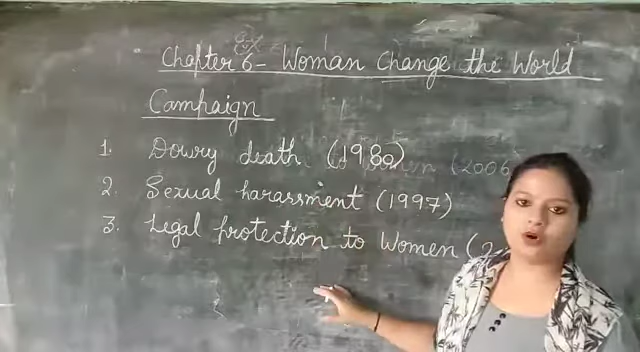 Chapter 6 - Woman Change the World
Campaign
1. Dowry death (1980)
2. Sexual harassment (1997)
3. Legal protection to Women (2